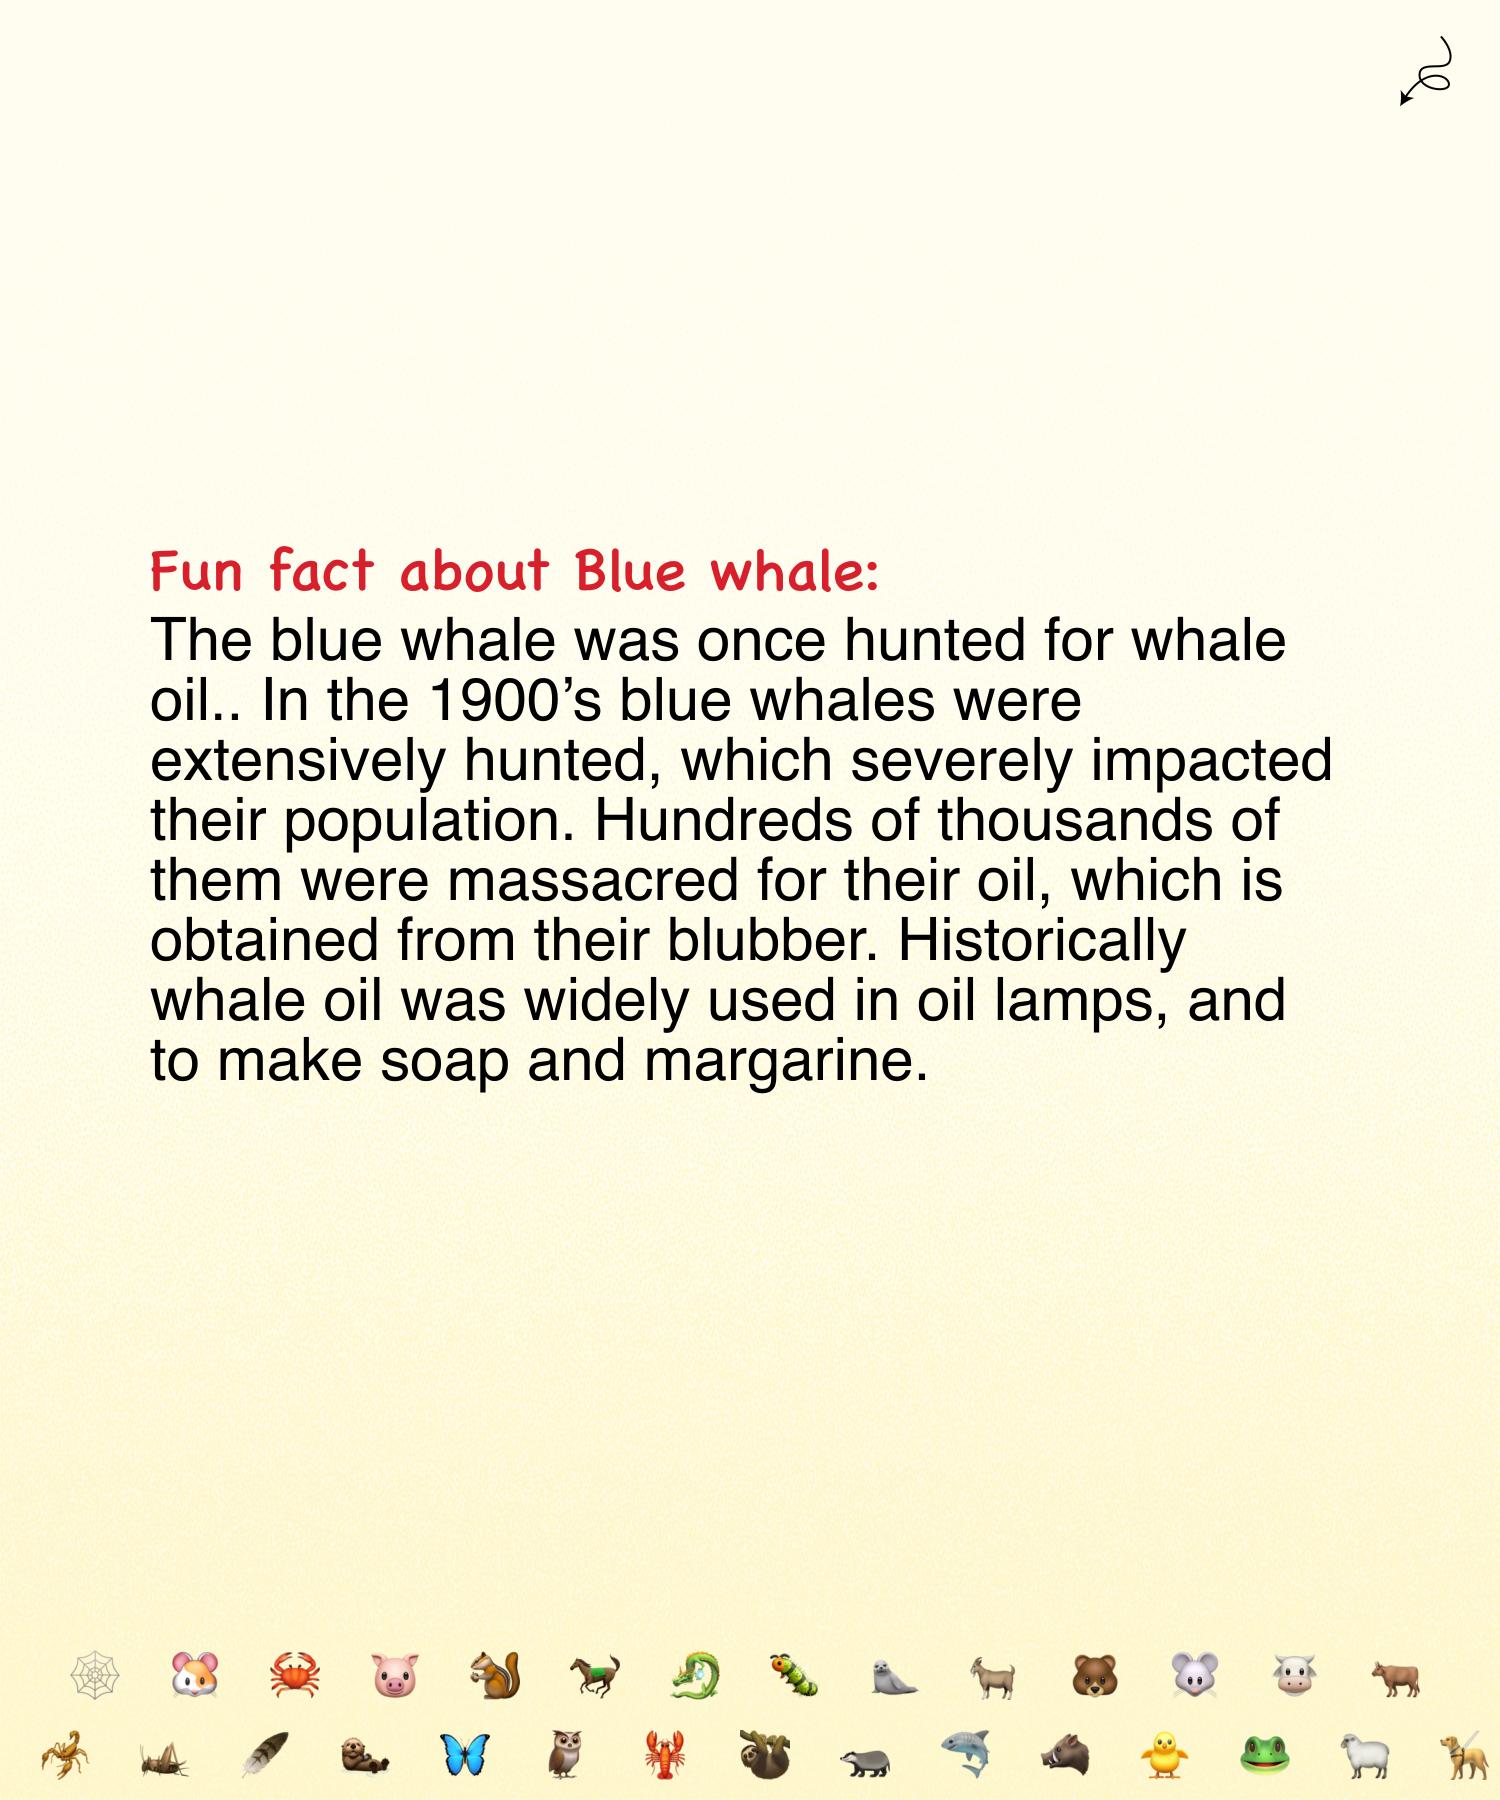 Fun fact about Blue whale:
The blue whale was once hunted for whale
oil.. In the 1900’s blue whales were
extensively hunted, which severely impacted
their population. Hundreds of thousands of
them were massacred for their oil, which is
obtained from their blubber. Historically
whale oil was widely used in oil lamps, and
to make soap and margarine.